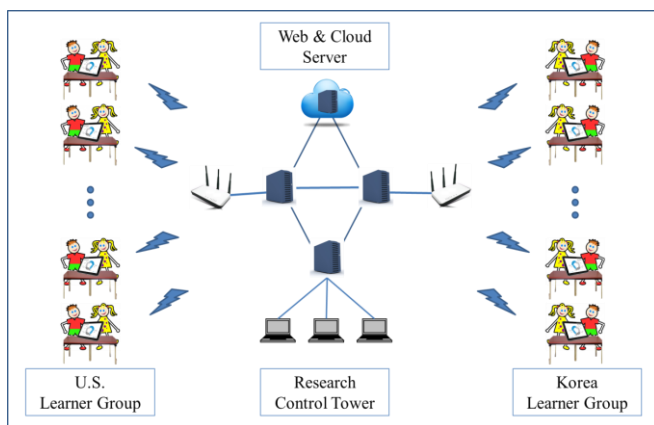 Web & Cloud
Server
U.S.
Learner Group
Research
Control Tower
Korea
Learner Group